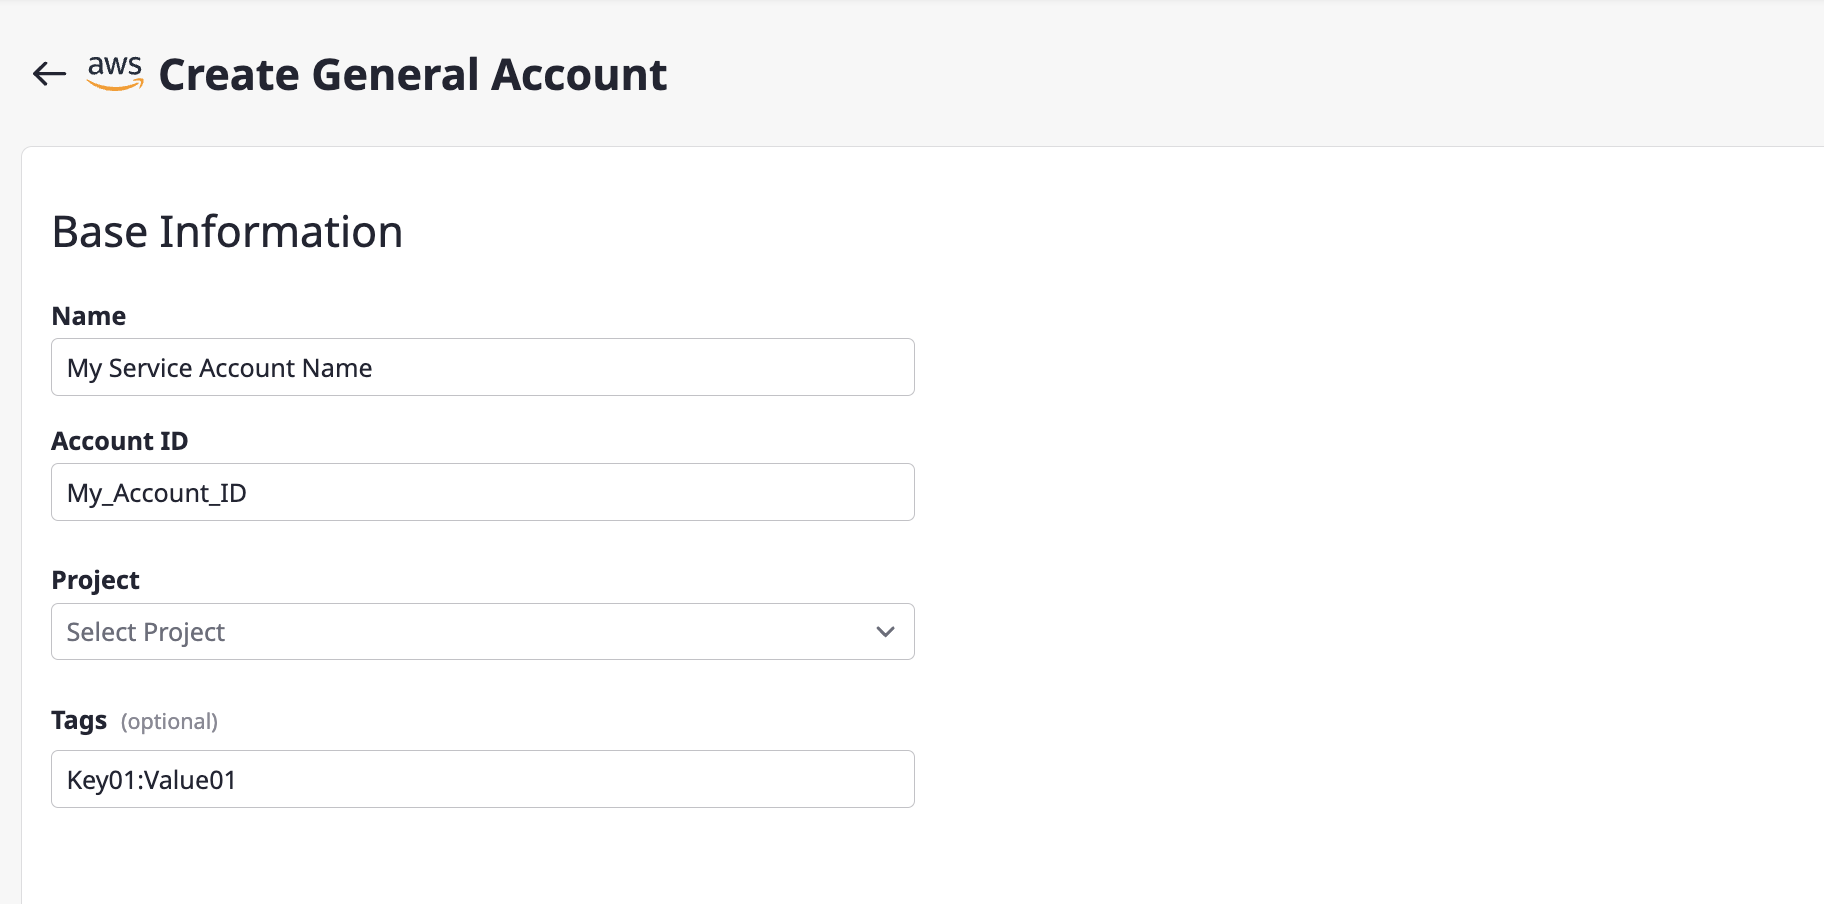 aws Create General Account
Base Information
Name
My Service Account Name
Account ID
My_Account_ID
Project
Select Project
Tags (optional)
Key01:Value01